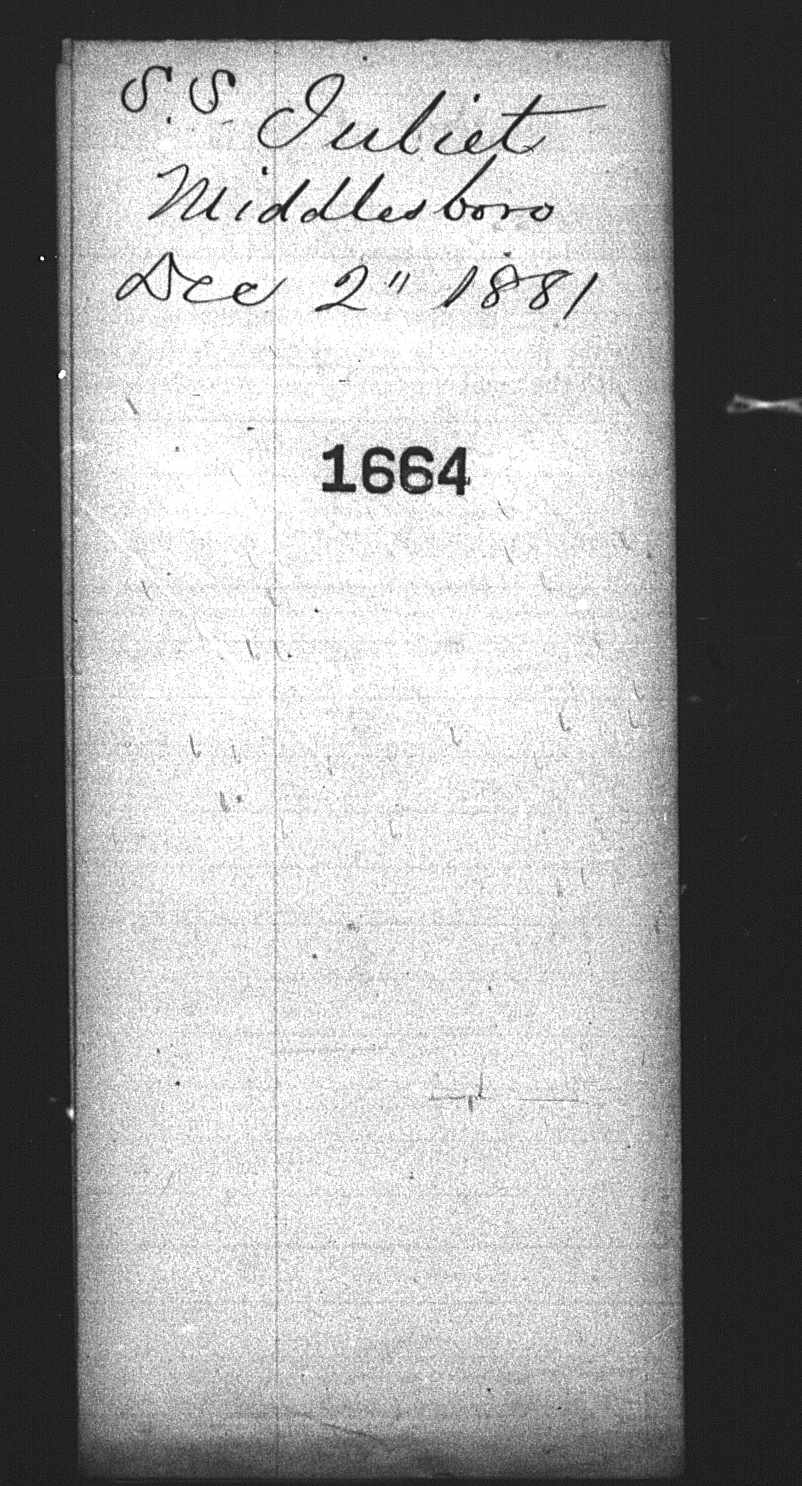 S.S. Juliet
Middlesboro
Dec 2" 1881
1664